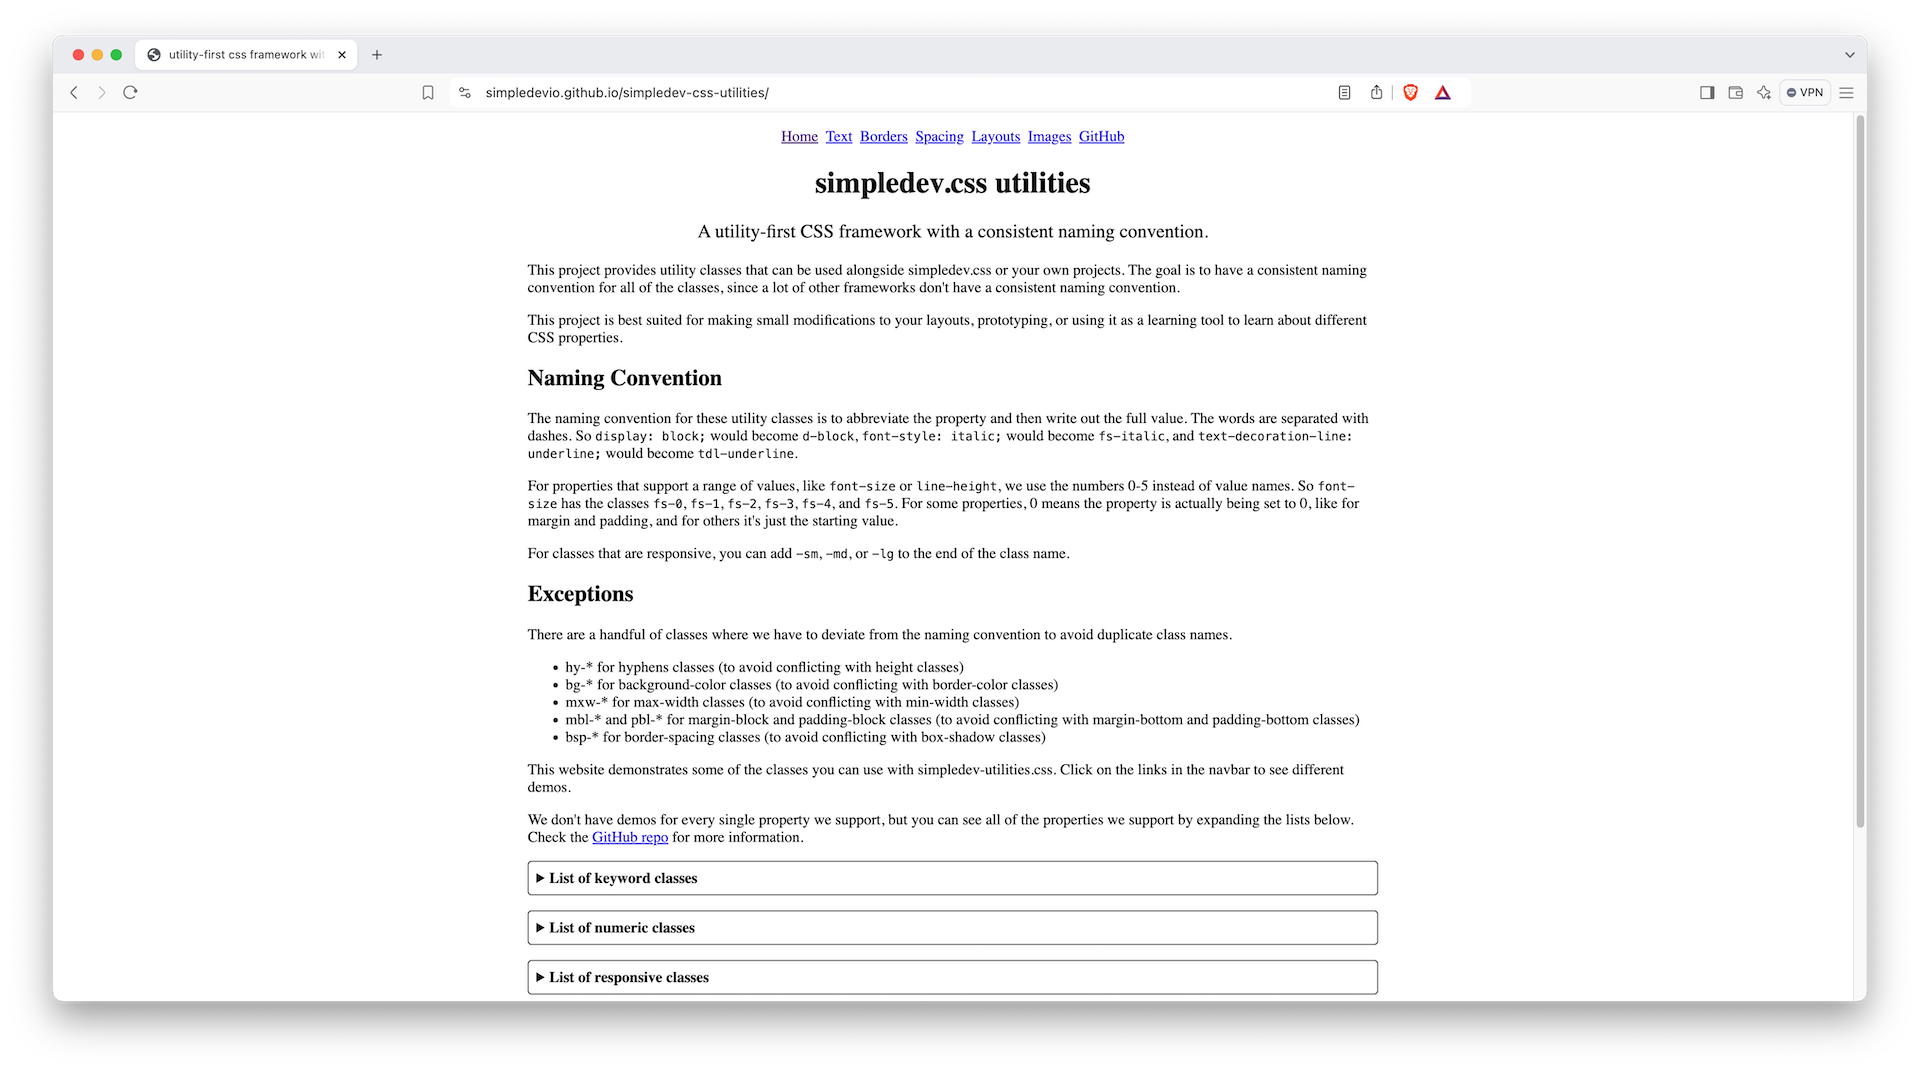 utility-first css framework wit
simpledevio.github.io/simpledev-css-utilities/
VPN
Home Text Borders Spacing Layouts Images GitHub
simpledev.css utilities
A utility-first CSS framework with a consistent naming convention.
This project provides utility classes that can be used alongside simpledev.css or your own projects. The goal is to have a consistent naming
convention for all of the classes, since a lot of other frameworks don't have a consistent naming convention.
This project is best suited for making small modifications to your layouts, prototyping, or using it as a learning tool to learn about different
CSS properties.
Naming Convention
The naming convention for these utility classes is to abbreviate the property and then write out the full value. The words are separated with
dashes. So display: block; would become d-block, font-style: italic; would become fs-italic, and text-decoration-line:
underline; would become tdl-underline.
For properties that support a range of values, like font-size or line-height, we use the numbers 0-5 instead of value names. So font-
size has the classes fs-0, fs-1, fs-2, fs-3, fs-4, and fs-5. For some properties, 0 means the property is actually being set to 0, like for
margin and padding, and for others it's just the starting value.
For classes that are responsive, you can add -sm, -md, or -lg to the end of the class name.
Exceptions
There are a handful of classes where we have to deviate from the naming convention to avoid duplicate class names.
• hy-* for hyphens classes (to avoid conflicting with height classes)
• bg-* for background-color classes (to avoid conflicting with border-color classes)
• mxw-* for max-width classes (to avoid conflicting with min-width classes)
• mbl-* and pbl-* for margin-block and padding-block classes (to avoid conflicting with margin-bottom and padding-bottom classes)
• bsp-* for border-spacing classes (to avoid conflicting with box-shadow classes)
This website demonstrates some of the classes you can use with simpledev-utilities.css. Click on the links in the navbar to see different
demos.
We don't have demos for every single property we support, but you can see all of the properties we support by expanding the lists below.
Check the GitHub repo for more information.
▶ List of keyword classes
▶ List of numeric classes
▶ List of responsive classes